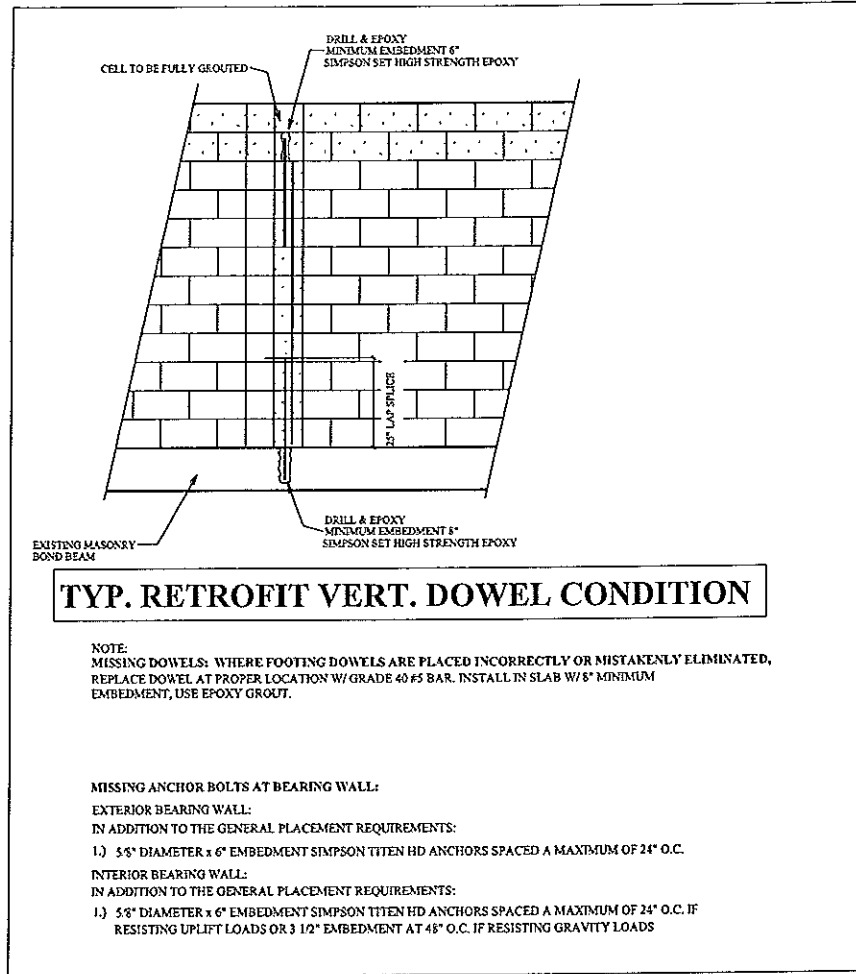 DRILL & EPOXY
MINIMUM EMBEDMENT 6"
SIMPSON SET HIGH STRENGTH EPOXY
CELL TO BE FULLY GROUTED
25" LAP SPLICE
DRILL & EPOXY
MINIMUM EMBEDMENT 8"
SIMPSON SET HIGH STRENGTH EPOXY
EXISTING MASONRY
BOND BEAM
TYP. RETROFIT VERT. DOWEL CONDITION
NOTE:
MISSING DOWELS: WHERE FOOTING DOWELS ARE PLACED INCORRECTLY OR MISTAKENLY ELIMINATED,
REPLACE DOWEL AT PROPER LOCATION W/ GRADE 40 #5 BAR. INSTALL IN SLAB W/ 8" MINIMUM
EMBEDMENT, USE EPOXY GROUT.
MISSING ANCHOR BOLTS AT BEARING WALL:
EXTERIOR BEARING WALL:
IN ADDITION TO THE GENERAL PLACEMENT REQUIREMENTS:
1.) 5/8" DIAMETER x 6" EMBEDMENT SIMPSON TITEN HD ANCHORS SPACED A MAXIMUM OF 24" O.C.
INTERIOR BEARING WALL:
IN ADDITION TO THE GENERAL PLACEMENT REQUIREMENTS:
1.) 5/8" DIAMETER x 6" EMBEDMENT SIMPSON TITEN HD ANCHORS SPACED A MAXIMUM OF 24" O.C. IF
RESISTING UPLIFT LOADS OR 3 1/2" EMBEDMENT AT 48" O.C. IF RESISTING GRAVITY LOADS